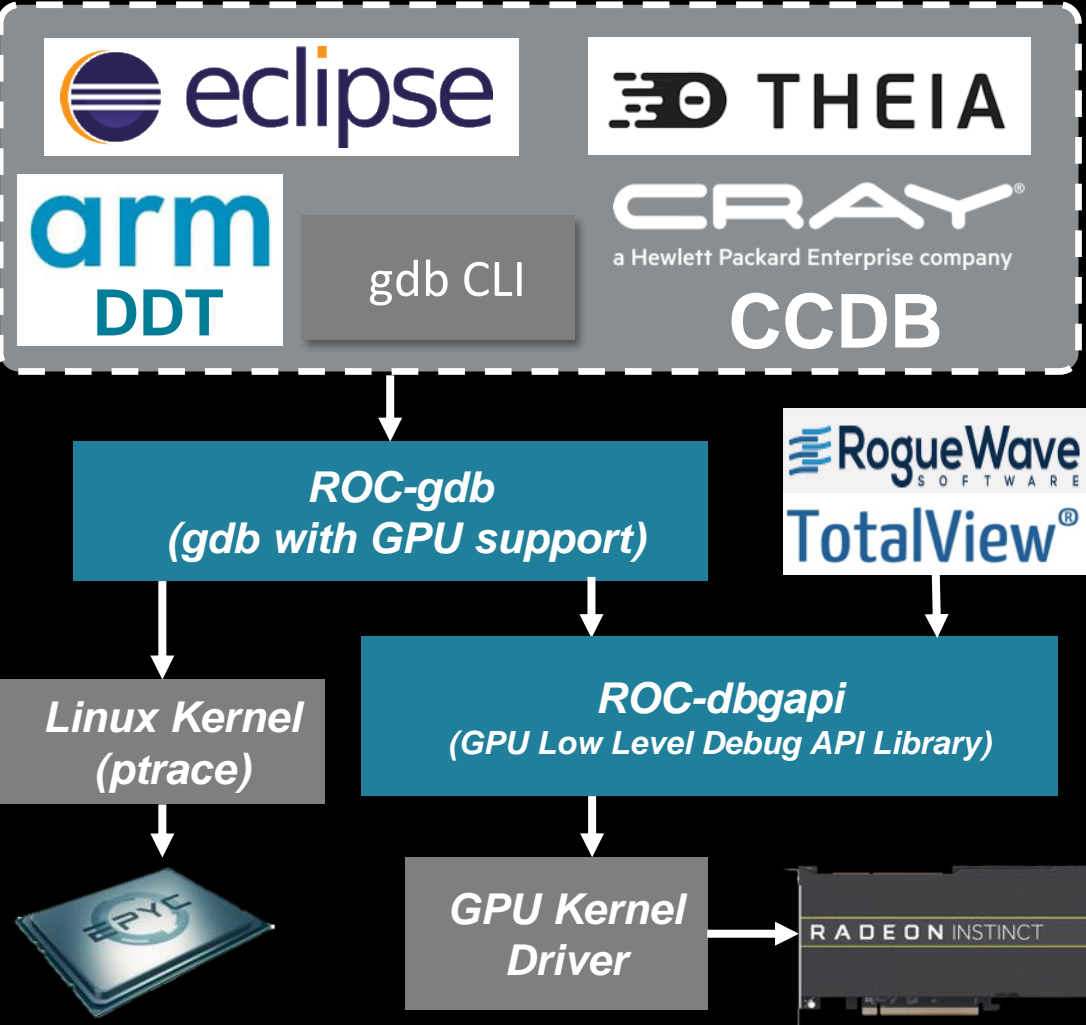 eclipse
THEIA
arm
DDT
gdb CLI
CRAY®
a Hewlett Packard Enterprise company
CCDB
ROC-gdb
(gdb with GPU support)
RogueWave
SOFTWARE
TotalView®
Linux Kernel
(ptrace)
ROC-dbgapi
(GPU Low Level Debug API Library)
EPYC
GPU Kernel
Driver
RADEON INSTINCT